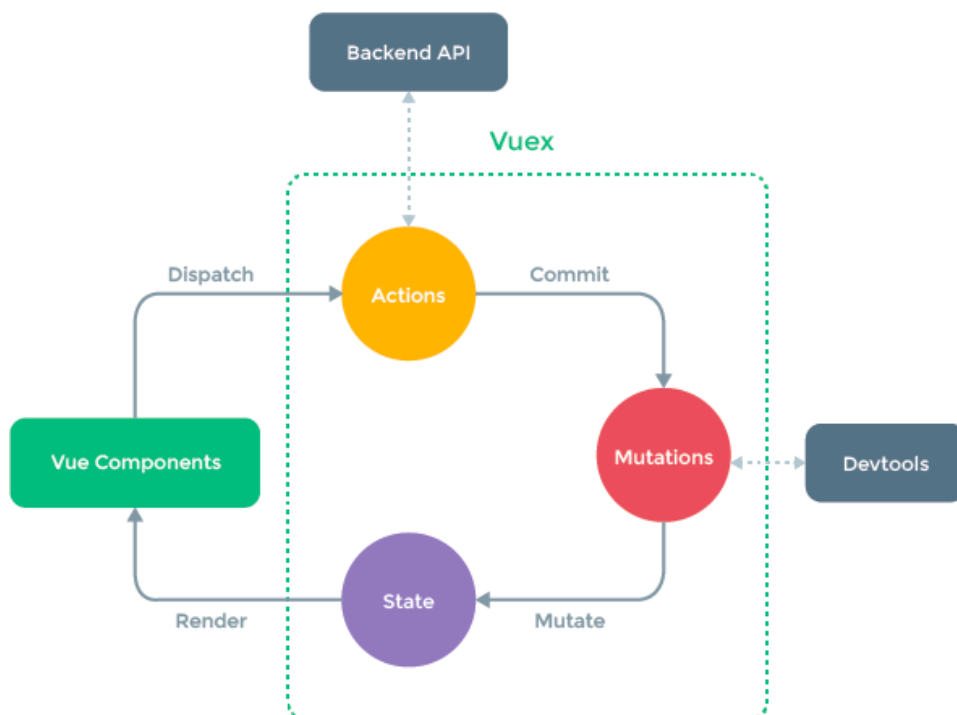 Backend API
Vuex
Dispatch
Commit
Actions
Vue Components
Mutations
Devtools
State
Render
Mutate